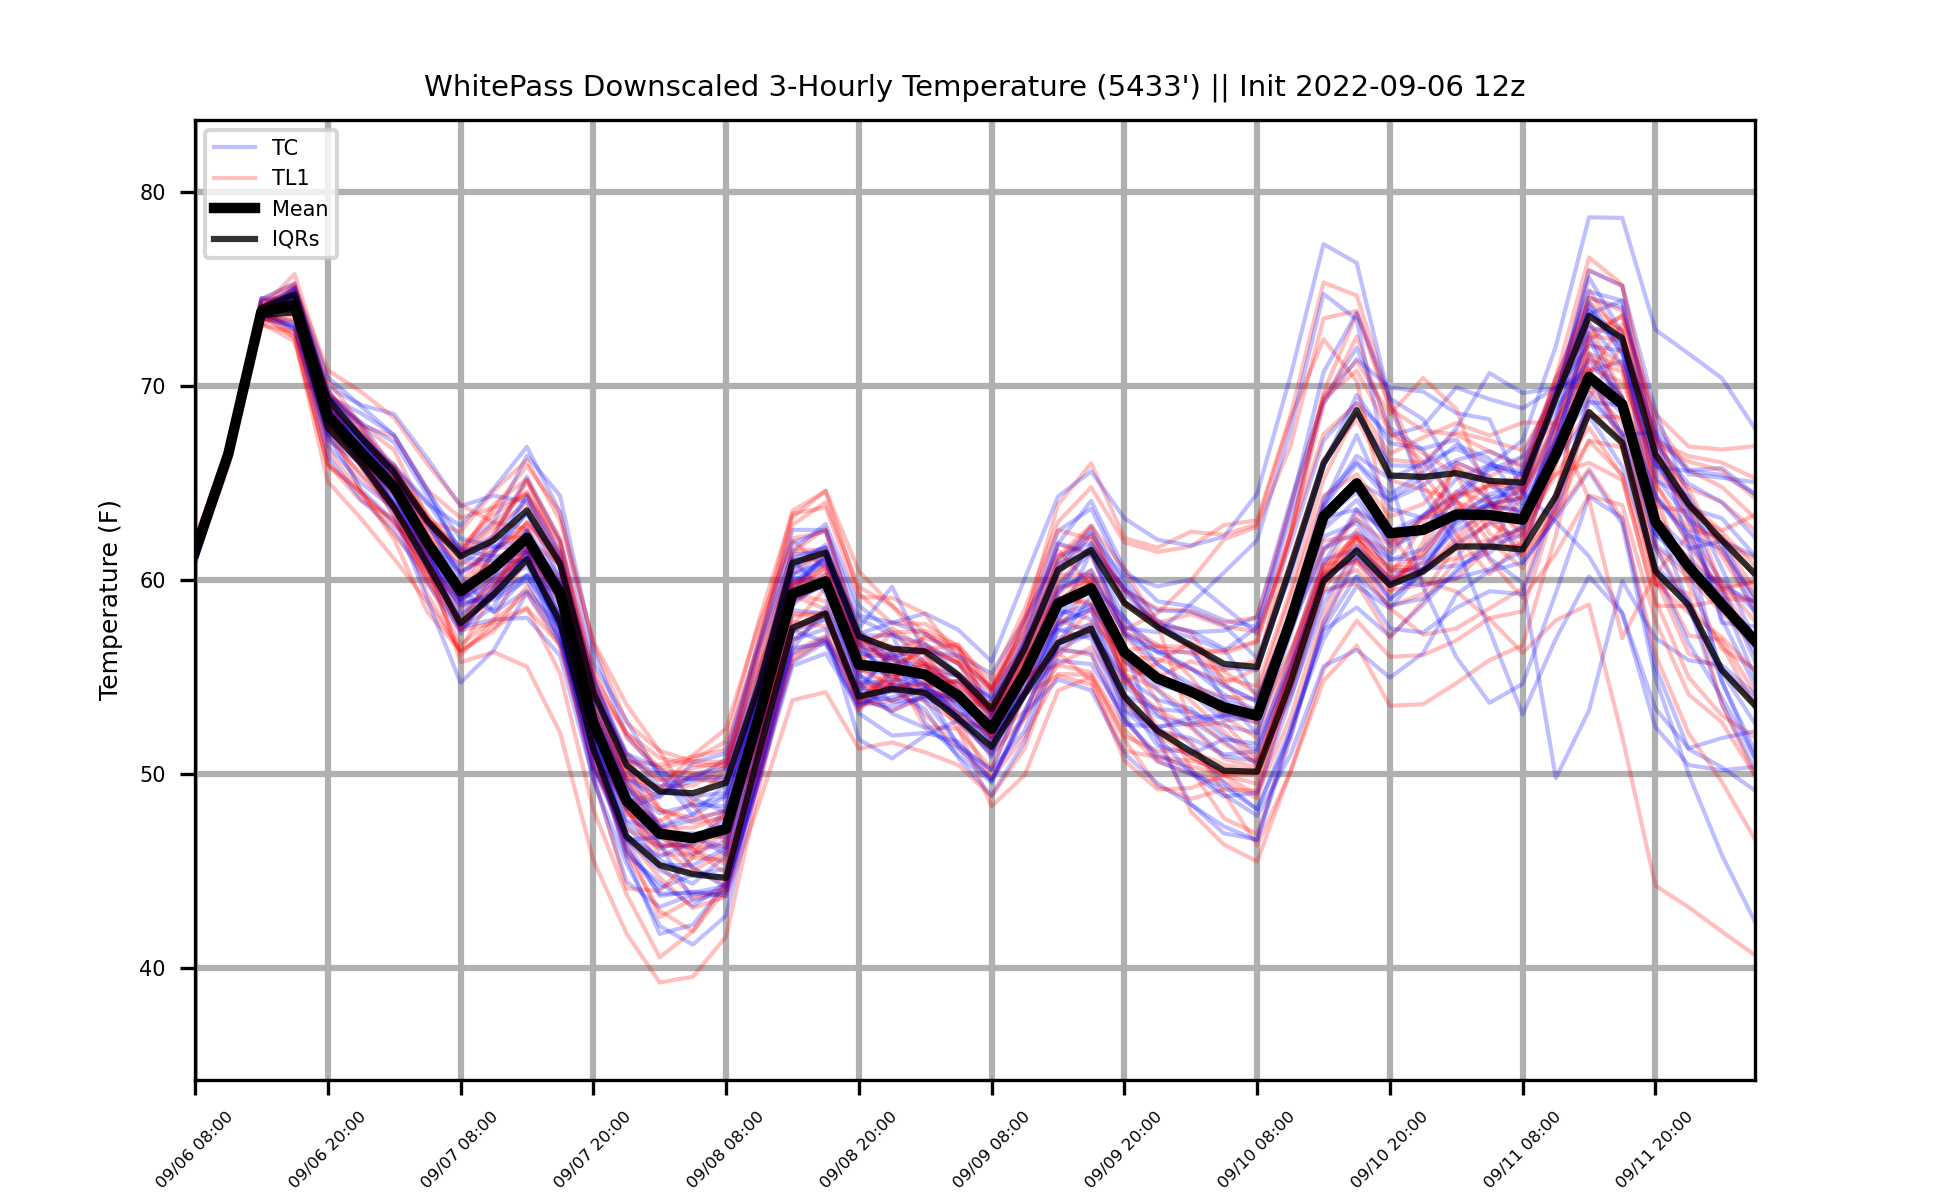 WhitePass Downscaled 3-Hourly Temperature (5433') || Init 2022-09-06 12z
TC
TL1
Mean
IQRs
Temperature (F)
80
70
60
50
40
09/06 08:00
09/06 20:00
09/07 08:00
09/07 20:00
09/08 08:00
09/08 20:00
09/09 08:00
09/09 20:00
09/10 08:00
09/10 20:00
09/11 08:00
09/11 20:00